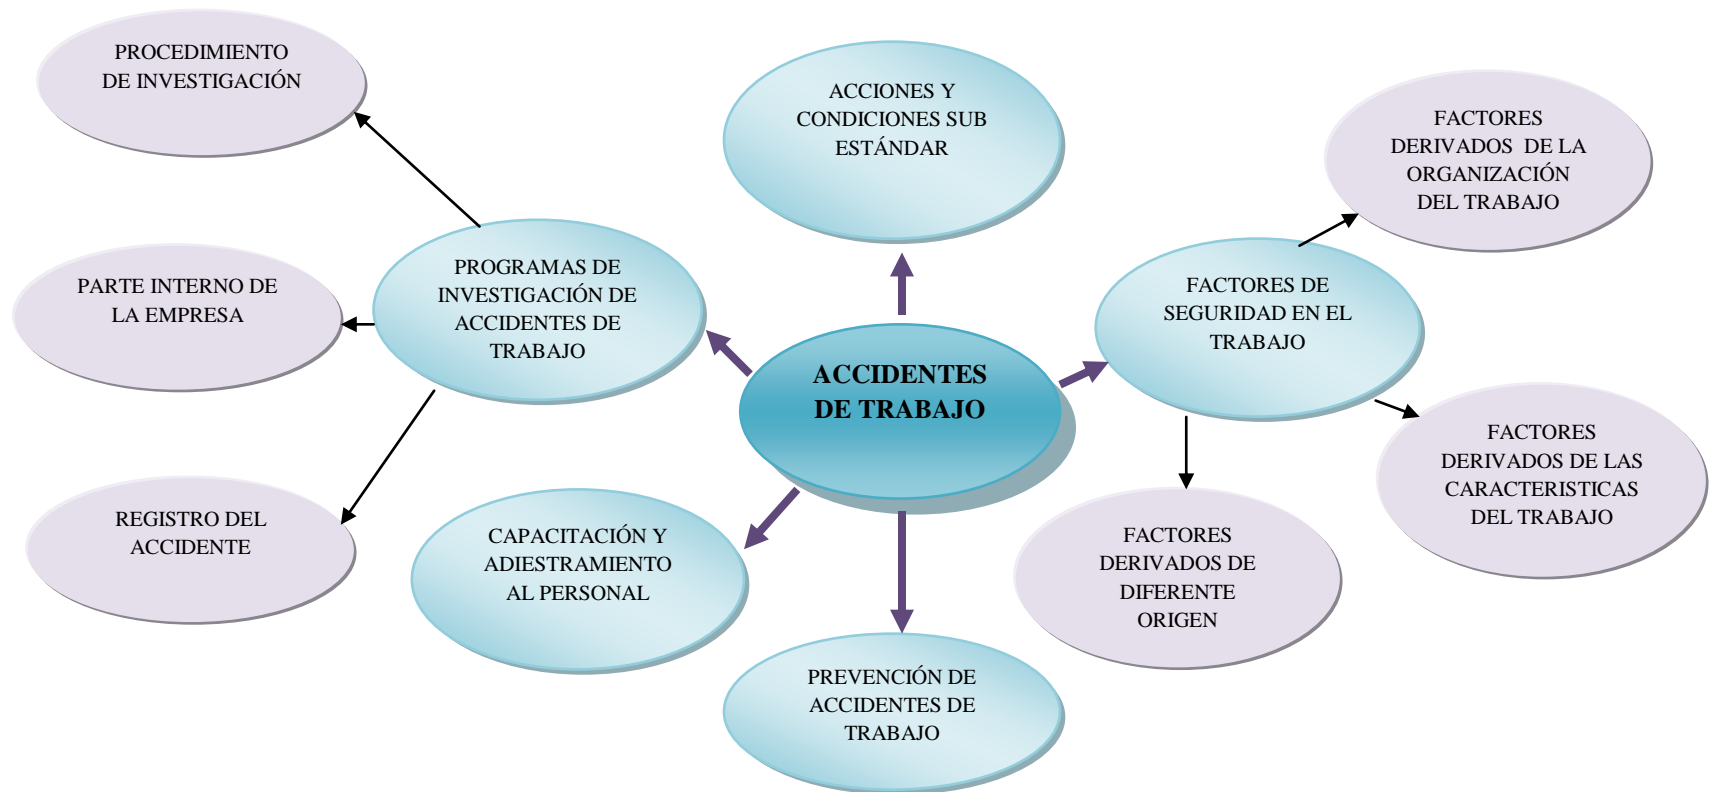 PROCEDIMIENTO
DE INVESTIGACIÓN
ACCIONES Y
CONDICIONES SUB
ESTÁNDAR
FACTORES
DERIVADOS DE LA
ORGANIZACIÓN
DEL TRABAJO
PARTE INTERNO DE
LA EMPRESA
PROGRAMAS DE
INVESTIGACIÓN DE
ACCIDENTES DE
TRABAJO
FACTORES DE
SEGURIDAD EN EL
TRABAJO
ACCIDENTES
DE TRABAJO
FACTORES
DERIVADOS DE LAS
CARACTERISTICAS
DEL TRABAJO
REGISTRO DEL
ACCIDENTE
CAPACITACIÓN Y
ADIESTRAMIENTO
AL PERSONAL
FACTORES
DERIVADOS DE
DIFERENTE
ORIGEN
PREVENCIÓN DE
ACCIDENTES DE
TRABAJO